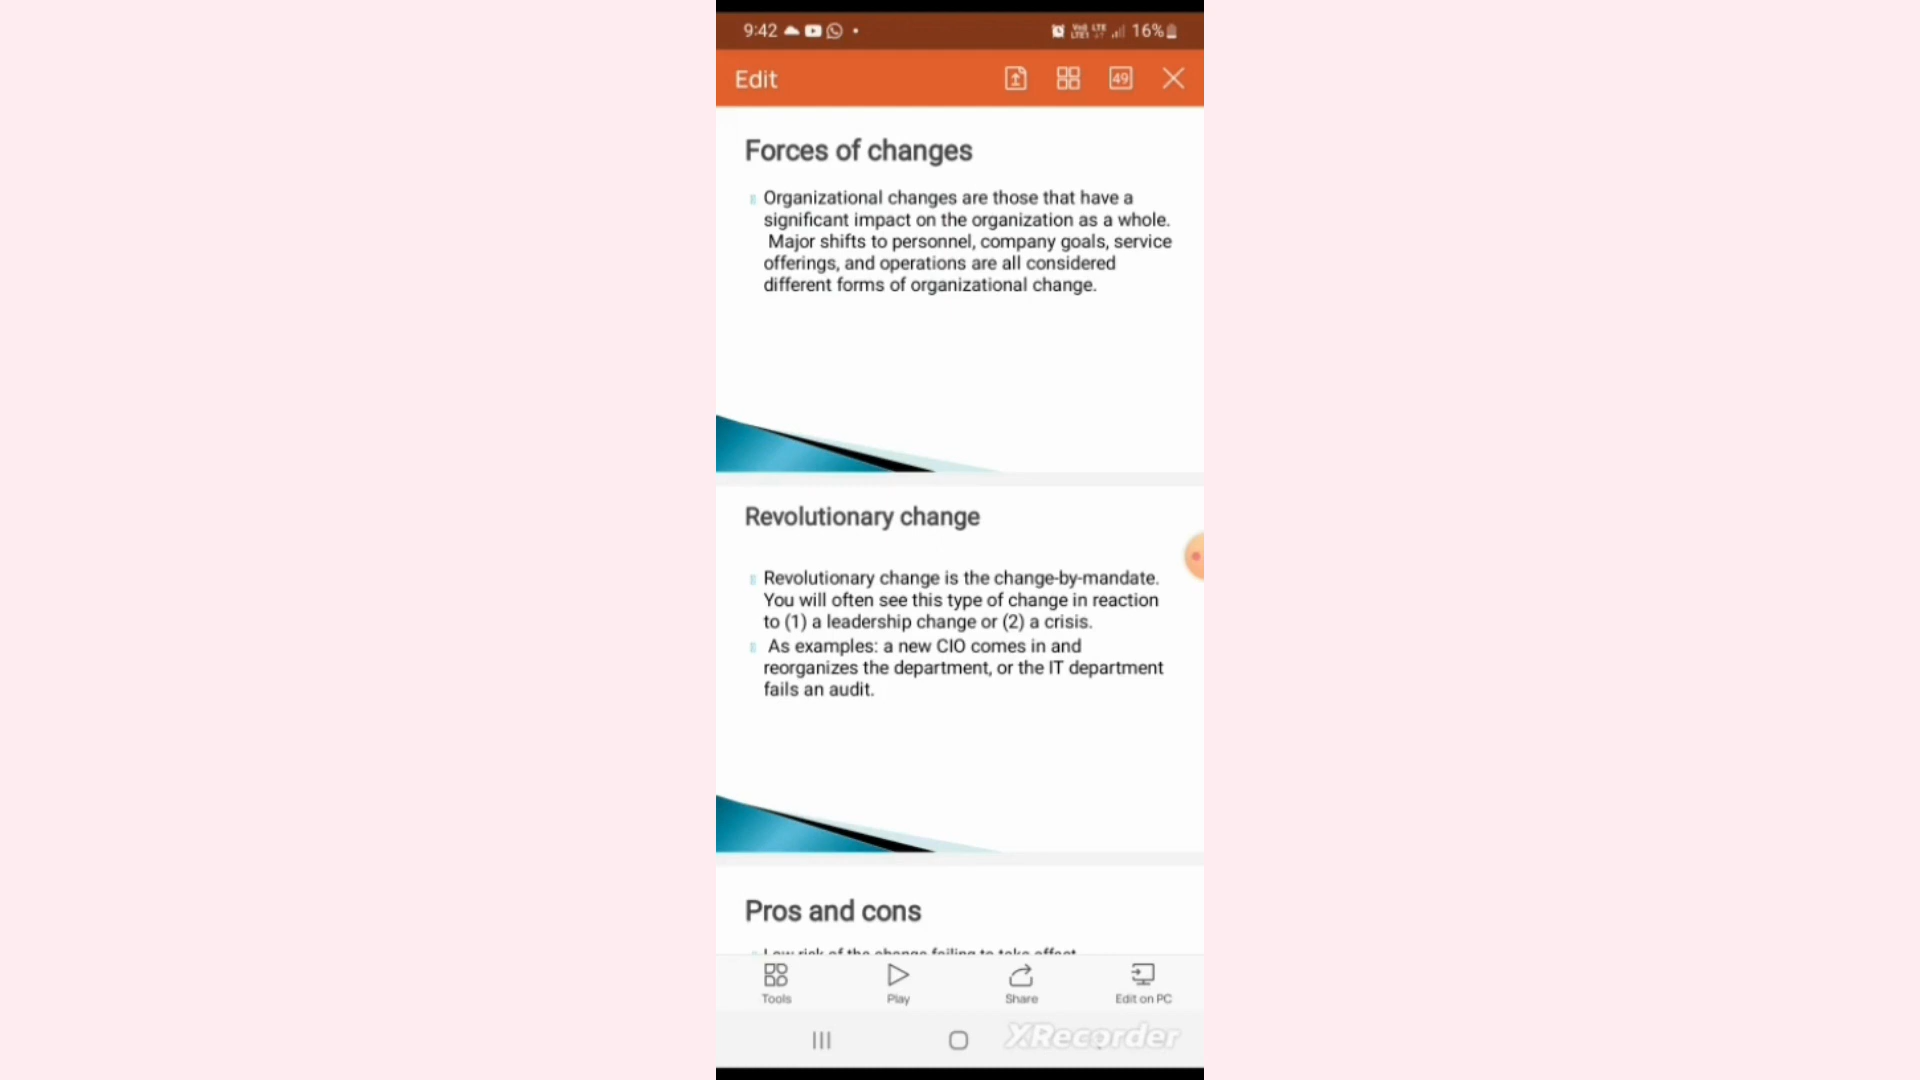 9:42
16%
Edit
49
Forces of changes
Organizational changes are those that have a
significant impact on the organization as a whole.
Major shifts to personnel, company goals, service
offerings, and operations are all considered
different forms of organizational change.
Revolutionary change
Revolutionary change is the change-by-mandate.
You will often see this type of change in reaction
to (1) a leadership change or (2) a crisis.
As examples: a new CIO comes in and
reorganizes the department, or the IT department
fails an audit.
Pros and cons
Low risk of the change failing to take effect
Tools
Play
Share
Edit on PC
XRecorder